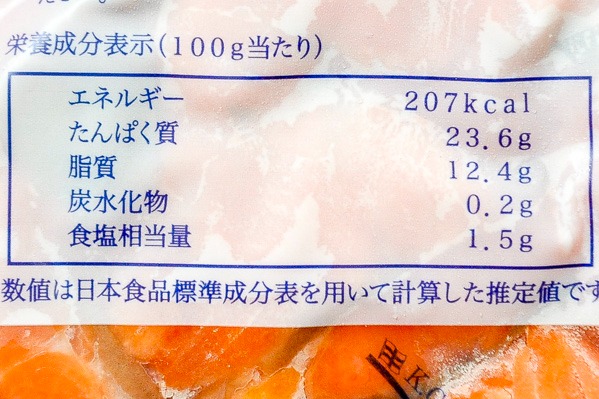 栄養成分表示(100g当たり)
エネルギー 207kcal
たんぱく質 23.6g
脂質 12.4g
炭水化物 0.2g
食塩相当量 1.5g
数値は日本食品標準成分表を用いて計算した推定値です